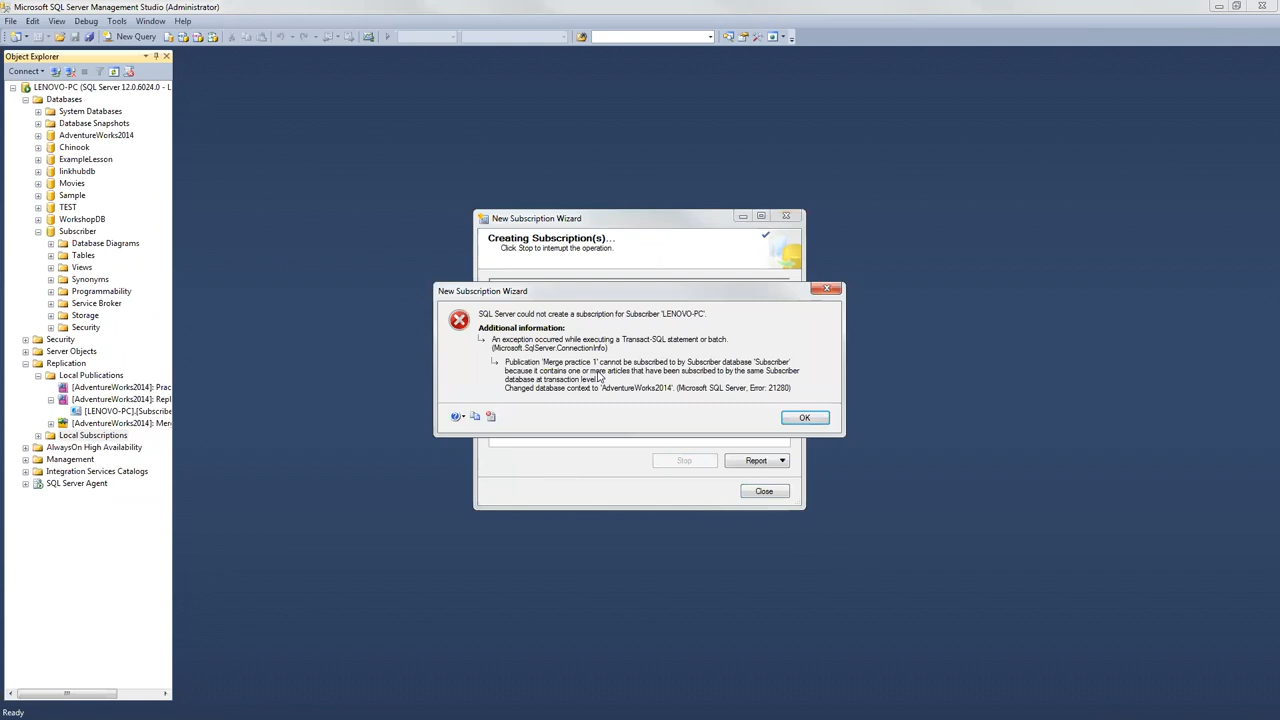 Microsoft SQL Server Management Studio (Administrator)
File Edit View Debug Tools Window Help
New Query
Object Explorer
Connect
LENOVO-PC (SQL Server 12.0.6024.0 - L
Databases
System Databases
Database Snapshots
AdventureWorks2014
Chinook
ExampleLesson
linkhubdb
Movies
Sample
TEST
WorkshopDB
Subscriber
Database Diagrams
Tables
Views
Synonyms
Programmability
Service Broker
Storage
Security
Security
Server Objects
Replication
Local Publications
[AdventureWorks2014]: Prac
[AdventureWorks2014]: Repl
[LENOVO-PC].[Subscribe
[AdventureWorks2014]: Mer
Local Subscriptions
AlwaysOn High Availability
Management
Integration Services Catalogs
SQL Server Agent
New Subscription Wizard
Creating Subscription(s)...
Click Stop to interrupt the operation.
New Subscription Wizard
SQL Server could not create a subscription for Subscriber 'LENOVO-PC'.
Additional information:
An exception occurred while executing a Transact-SQL statement or batch.
(Microsoft.SqlServer.ConnectionInfo)
Publication 'Merge practice 1' cannot be subscribed to by Subscriber database 'Subscriber'
because it contains one or more articles that have been subscribed to by the same Subscriber
database at transaction level.
Changed database context to 'AdventureWorks2014'. (Microsoft SQL Server, Error: 21280)
OK
Stop Report
Close
Ready